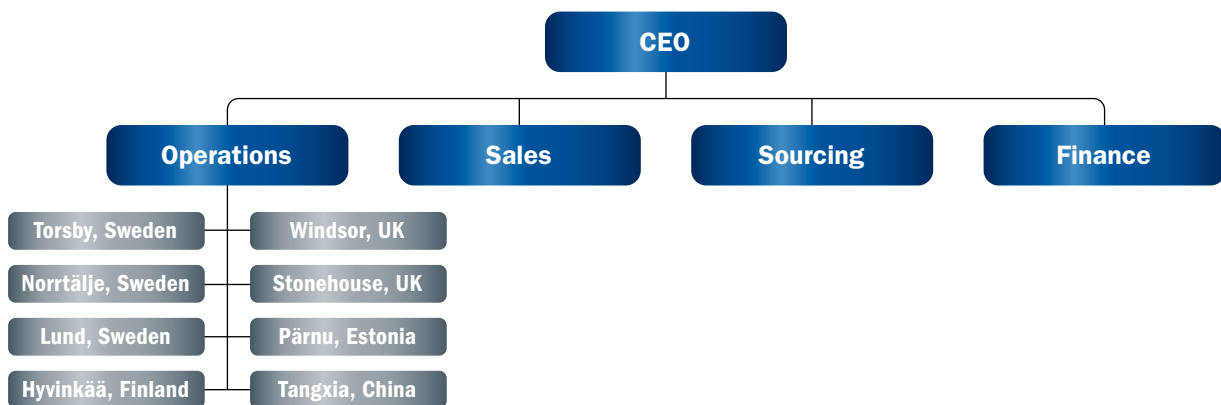 CEO
Operations
Sales
Sourcing
Finance
Torsby, Sweden
Windsor, UK
Norrtälje, Sweden
Stonehouse, UK
Lund, Sweden
Pärnu, Estonia
Hyvinkää, Finland
Tangxia, China